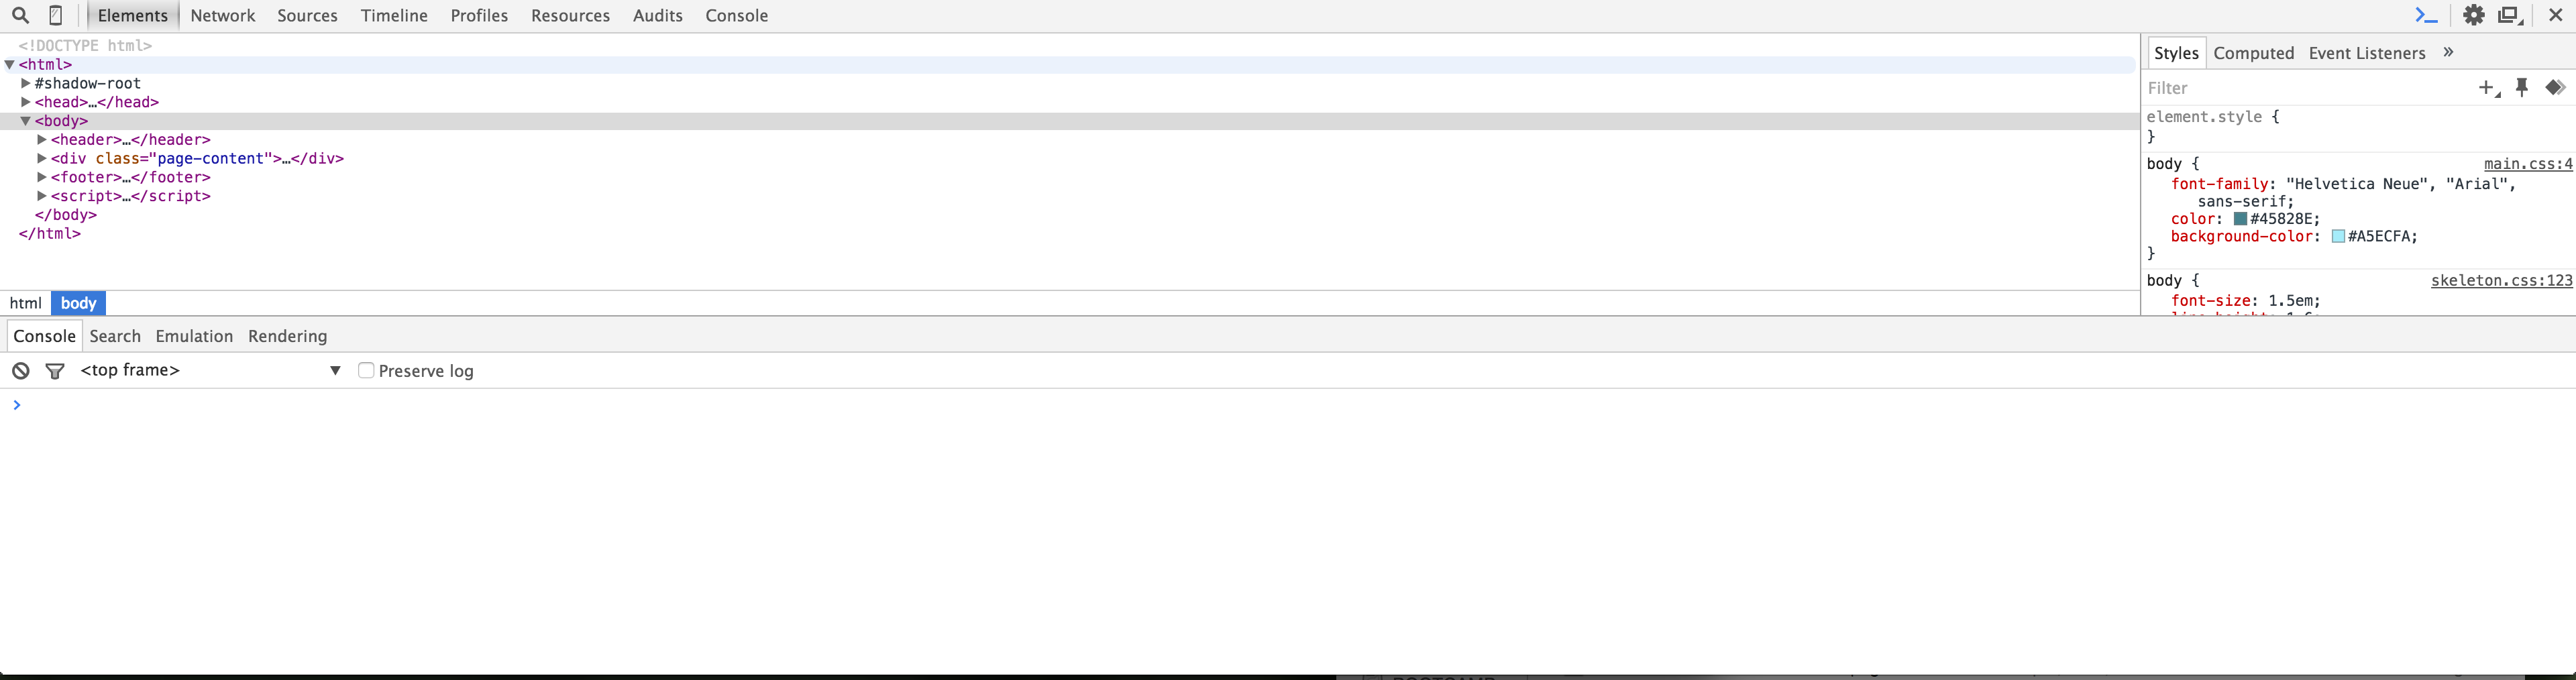 Elements Network Sources Timeline Profiles Resources Audits Console
<!DOCTYPE html>
<html>
#shadow-root
<head>…</head>
<body>
<header>…</header>
<div class="page-content">…</div>
<footer>…</footer>
<script>…</script>
</body>
</html>
html body
Styles Computed Event Listeners »
Filter
element.style {
}
body { main.css:4
font-family: "Helvetica Neue", "Arial",
sans-serif;
color: #45828E;
background-color: #A5ECFA;
}
body { skeleton.css:123
font-size: 1.5em;
Console Search Emulation Rendering
<top frame> Preserve log
>